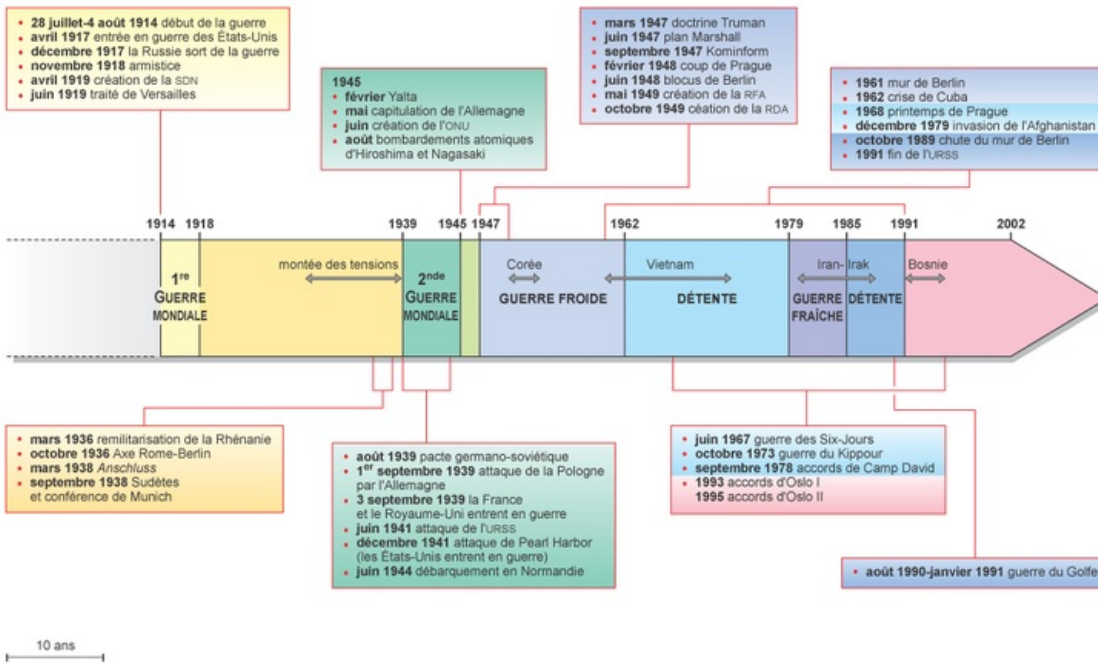 • 28 juillet-4 août 1914 début de la guerre
• avril 1917 entrée en guerre des États-Unis
• décembre 1917 la Russie sort de la guerre
• novembre 1918 armistice
• avril 1919 création de la SDN
• juin 1919 traité de Versailles
1945
• février Yalta
• mai capitulation de l'Allemagne
• juin création de l'ONU
• août bombardements atomiques
d'Hiroshima et Nagasaki
• mars 1947 doctrine Truman
• juin 1947 plan Marshall
• septembre 1947 Kominform
• février 1948 coup de Prague
• juin 1948 blocus de Berlin
• mai 1949 création de la RFA
• octobre 1949 céation de la RDA
• 1961 mur de Berlin
• 1962 crise de Cuba
• 1968 printemps de Prague
• décembre 1979 invasion de l'Afghanistan
• octobre 1989 chute du mur de Berlin
• 1991 fin de l'URSS
1914 1918 1939 1945 1947 1962 1979 1985 1991 2002
1re
GUERRE
MONDIALE
montée des tensions
2nde
GUERRE
MONDIALE
Corée
GUERRE FROIDE
Vietnam
DÉTENTE
Iran-Irak
GUERRE
FRAÎCHE
DÉTENTE
Bosnie
• mars 1936 remilitarisation de la Rhénanie
• octobre 1936 Axe Rome-Berlin
• mars 1938 Anschluss
• septembre 1938 Sudètes
et conférence de Munich
• août 1939 pacte germano-soviétique
• 1er septembre 1939 attaque de la Pologne
par l'Allemagne
• 3 septembre 1939 la France
et le Royaume-Uni entrent en guerre
• juin 1941 attaque de l'URSS
• décembre 1941 attaque de Pearl Harbor
(les États-Unis entrent en guerre)
• juin 1944 débarquement en Normandie
• juin 1967 guerre des Six-Jours
• octobre 1973 guerre du Kippour
• septembre 1978 accords de Camp David
• 1993 accords d'Oslo I
1995 accords d'Oslo II
• août 1990-janvier 1991 guerre du Golfe
10 ans